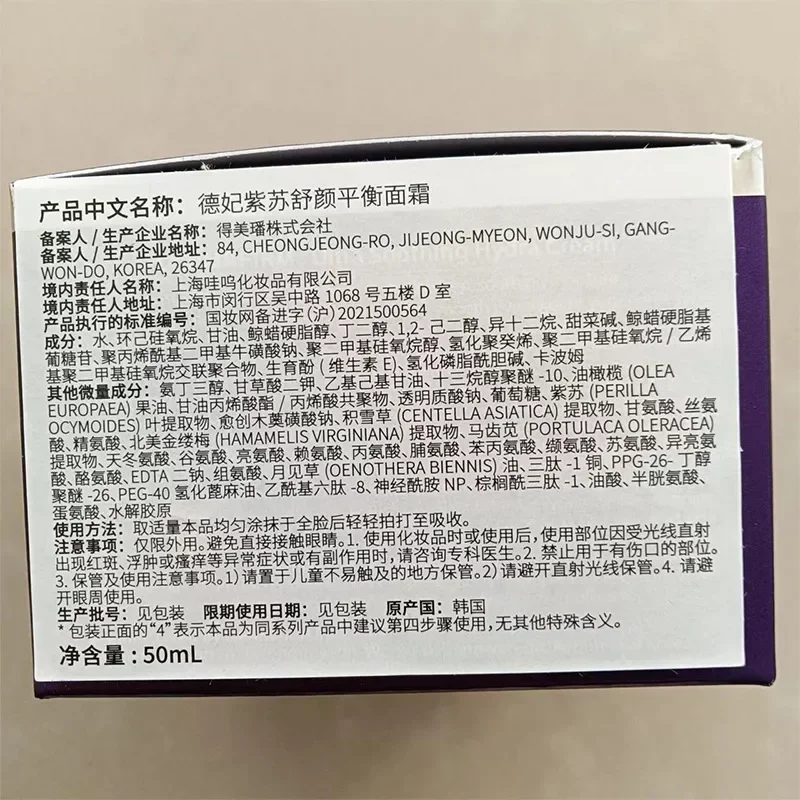 产品中文名称：德妃紫苏舒颜平衡面霜
备案人 / 生产企业名称：得美璠株式会社
备案人 / 生产企业地址：84, CHEONGJEONG-RO, JIJEONG-MYEON, WONJU-SI, GANG-
WON-DO, KOREA, 26347
境内责任人名称：上海哇呜化妆品有限公司
境内责任人地址：上海市闵行区吴中路 1068 号五楼 D 室
产品执行的标准编号：国妆网备进字（沪）2021500564
成分：水、环己硅氧烷、甘油、鲸蜡硬脂醇、丁二醇、1,2- 己二醇、异十二烷、甜菜碱、鲸蜡硬脂基
葡糖苷、聚丙烯酰基二甲基牛磺酸钠、聚二甲基硅氧烷醇、氢化聚癸烯、聚二甲基硅氧烷 / 乙烯
基聚二甲基硅氧烷交联聚合物、生育酚 ( 维生素 E)、氢化磷脂酰胆碱、卡波姆
其他微量成分：氨丁三醇、甘草酸二钾、乙基己基甘油、十三烷醇聚醚 -10、油橄榄 (OLEA
EUROPAEA) 果油、甘油丙烯酸酯 / 丙烯酸共聚物、透明质酸钠、葡萄糖、紫苏 (PERILLA
OCYMOIDES) 叶提取物、愈创木薁磺酸钠、积雪草 (CENTELLA ASIATICA) 提取物、甘氨酸、丝氨
酸、精氨酸、北美金缕梅 (HAMAMELIS VIRGINIANA) 提取物、马齿苋 (PORTULACA OLERACEA)
提取物、天冬氨酸、谷氨酸、亮氨酸、赖氨酸、丙氨酸、脯氨酸、苯丙氨酸、缬氨酸、苏氨酸、异亮氨
酸、酪氨酸、EDTA 二钠、组氨酸、月见草 (OENOTHERA BIENNIS) 油、三肽 -1 铜、PPG-26- 丁醇
聚醚 -26、PEG-40 氢化蓖麻油、乙酰基六肽 -8、神经酰胺 NP、棕榈酰三肽 -1、油酸、半胱氨酸、
蛋氨酸、水解胶原
使用方法：取适量本品均匀涂抹于全脸后轻轻拍打至吸收。
注意事项：仅限外用。避免直接接触眼睛。1. 使用化妆品时或使用后，使用部位因受光线直射
出现红斑、浮肿或瘙痒等异常症状或有副作用时，请咨询专科医生。2. 禁止用于有伤口的部位。
3. 保管及使用注意事项。1) 请置于儿童不易触及的地方保管。2) 请避开直射光线保管。4. 请避
开眼周使用。
生产批号：见包装 限期使用日期：见包装 原产国：韩国
* 包装正面的“4”表示本品为同系列产品中建议第四步骤使用，无其他特殊含义。
净含量：50mL